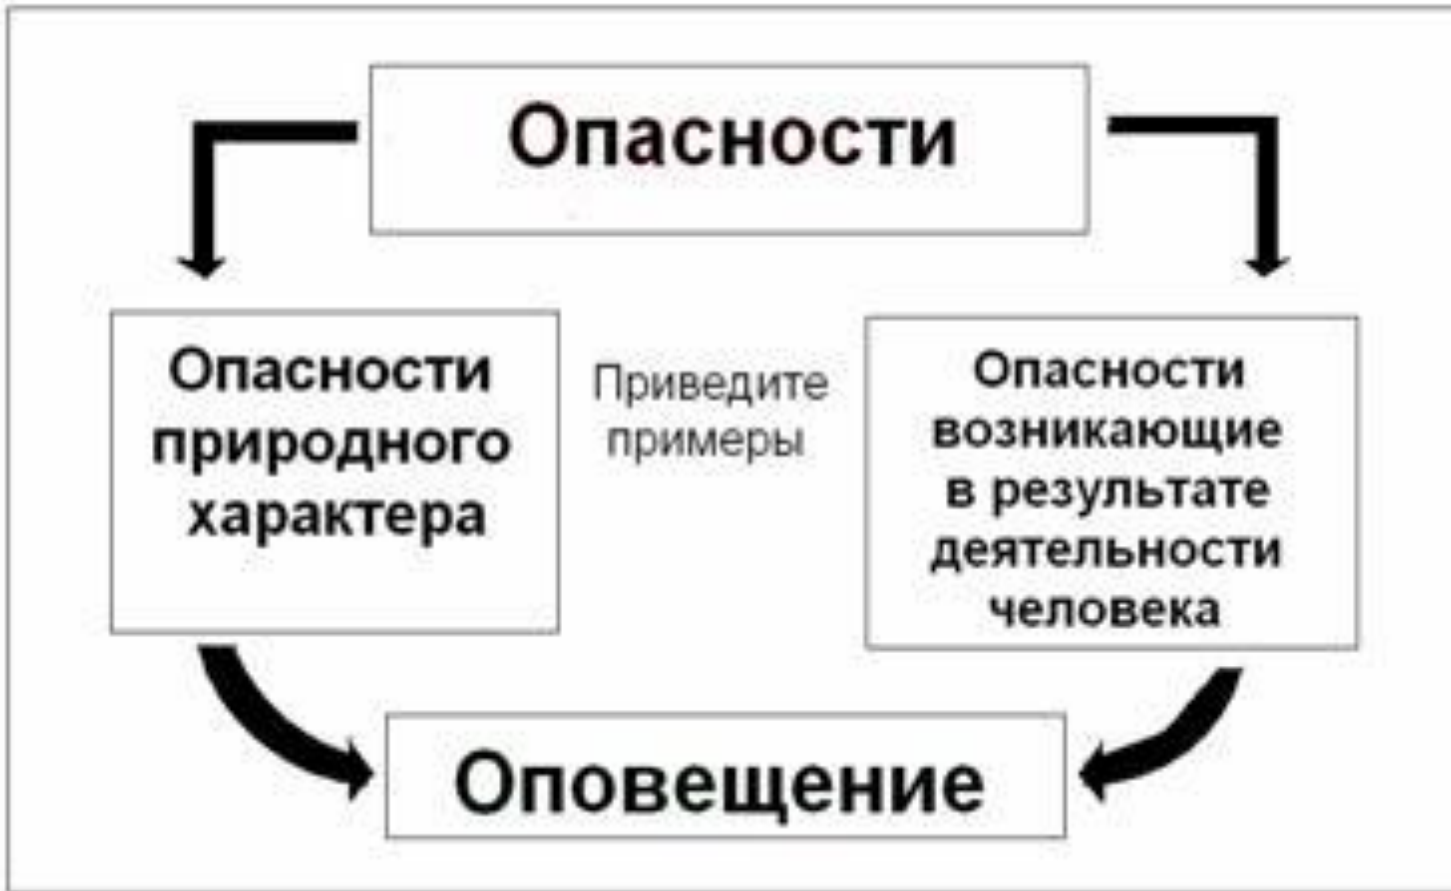 Опасности
Опасности
природного
характера
Приведите
примеры
Опасности
возникающие
в результате
деятельности
человека
Оповещение